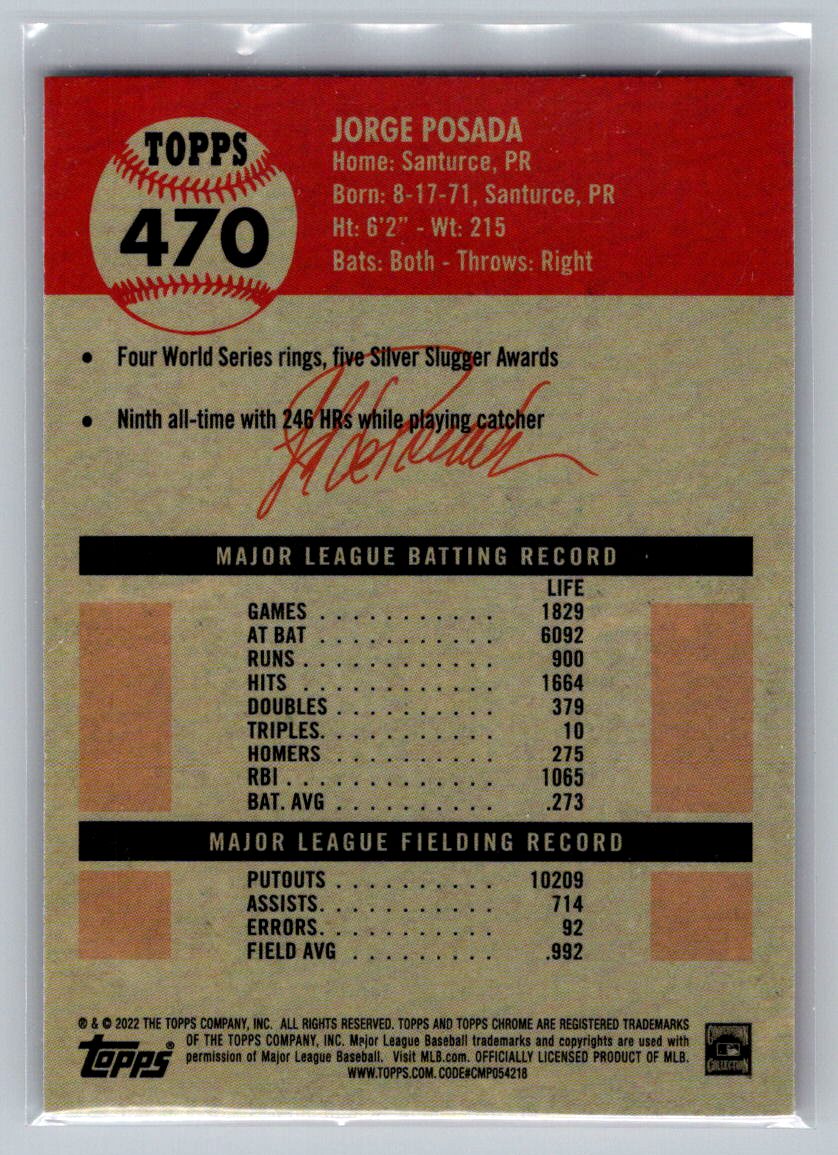 TOPPS
470
JORGE POSADA
Home: Santurce, PR
Born: 8-17-71, Santurce, PR
Ht: 6'2" - Wt: 215
Bats: Both - Throws: Right
• Four World Series rings, five Silver Slugger Awards
• Ninth all-time with 246 HRs while playing catcher
MAJOR LEAGUE BATTING RECORD
LIFE
GAMES . . . . . . . . . . . 1829
AT BAT . . . . . . . . . . . 6092
RUNS . . . . . . . . . . . . 900
HITS . . . . . . . . . . . . 1664
DOUBLES . . . . . . . . . . 379
TRIPLES. . . . . . . . . . . 10
HOMERS . . . . . . . . . . 275
RBI . . . . . . . . . . . . . 1065
BAT. AVG . . . . . . . . . . .273
MAJOR LEAGUE FIELDING RECORD
PUTOUTS . . . . . . . . . . 10209
ASSISTS. . . . . . . . . . . 714
ERRORS. . . . . . . . . . . 92
FIELD AVG . . . . . . . . . .992
® & © 2022 THE TOPPS COMPANY, INC. ALL RIGHTS RESERVED. TOPPS AND TOPPS CHROME ARE REGISTERED TRADEMARKS
OF THE TOPPS COMPANY, INC. Major League Baseball trademarks and copyrights are used with
permission of Major League Baseball. Visit MLB.com. OFFICIALLY LICENSED PRODUCT OF MLB.
WWW.TOPPS.COM. CODE#CMP054218
Topps®
COOPERSTOWN
COLLECTION